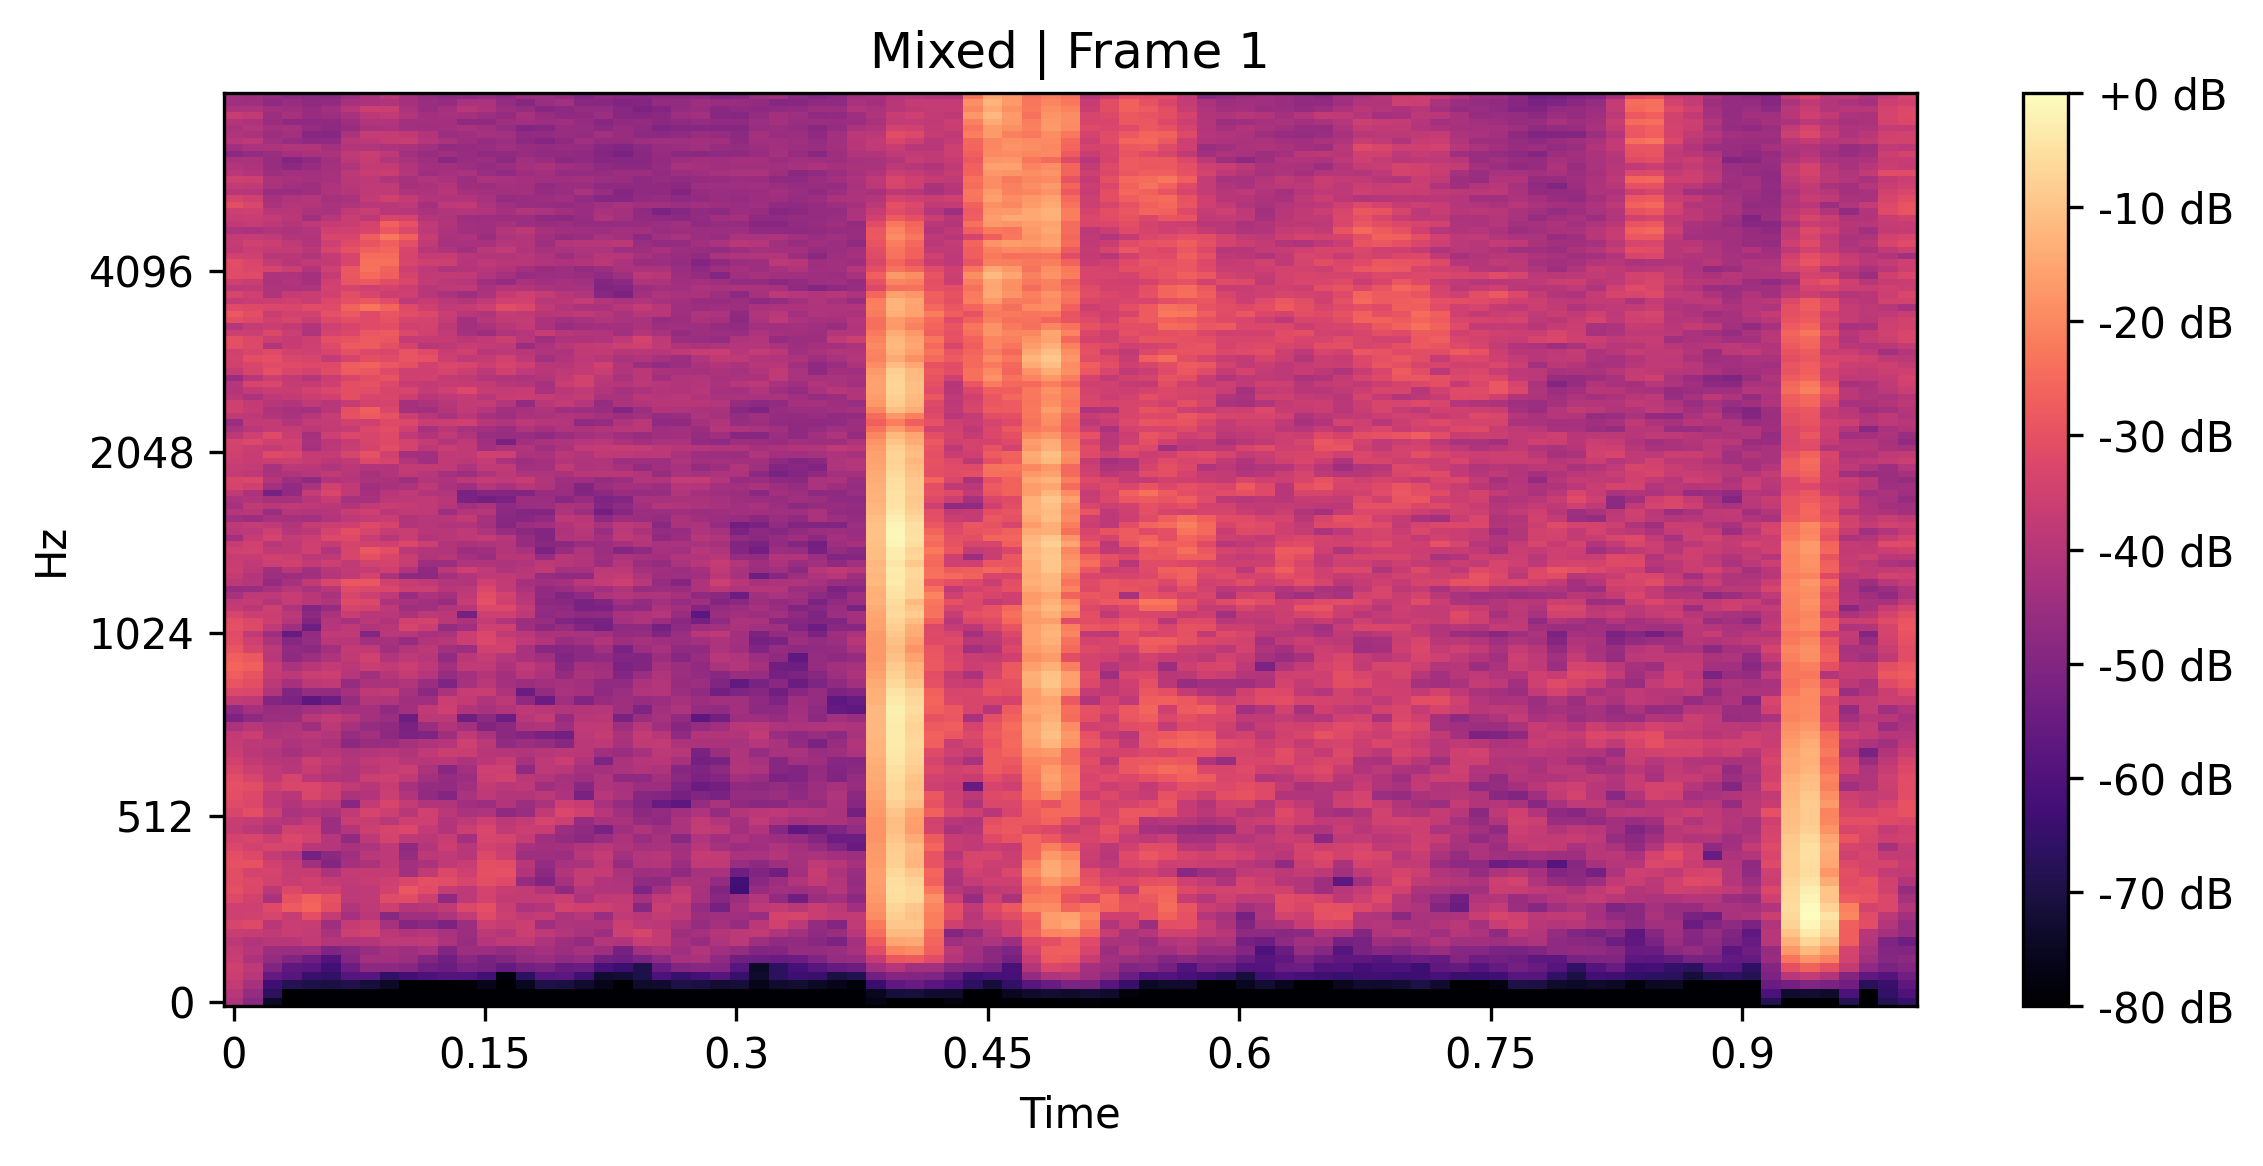 Mixed | Frame 1
Hz
4096
2048
1024
512
0
0 0.15 0.3 0.45 0.6 0.75 0.9
Time
+0 dB
-10 dB
-20 dB
-30 dB
-40 dB
-50 dB
-60 dB
-70 dB
-80 dB